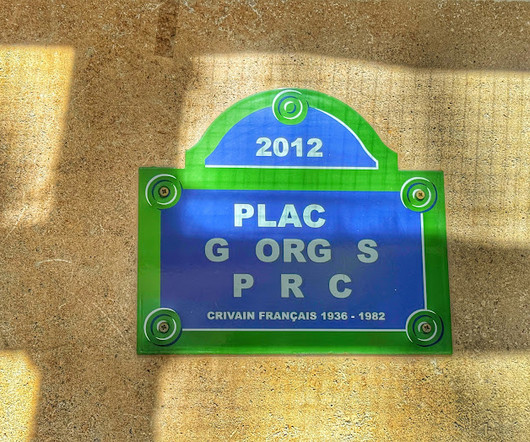 2012
PLAC
G ORG S
P R C
CRIVAIN FRANÇAIS 1936 - 1982